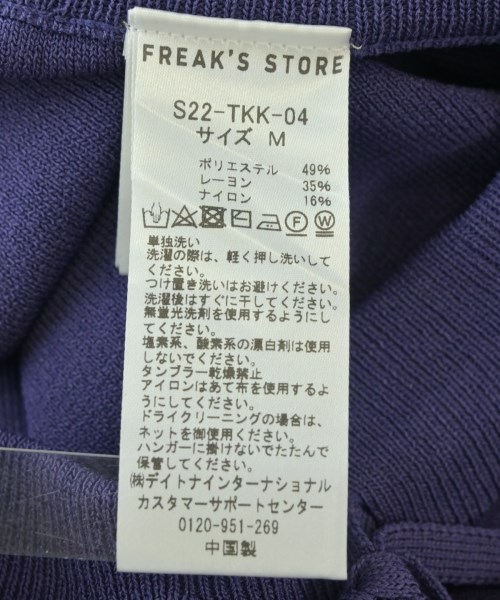 FREAK'S STORE
S22-TKK-04
サイズ M
ポリエステル 49%
レーヨン 35%
ナイロン 16%
F W
単独洗い
洗濯の際は、軽く押し洗いして
ください。
つけ置き洗いはお避けください。
洗濯後はすぐに干してください。
無蛍光洗剤を使用するようにし
てください。
塩素系、酸素系の漂白剤は使用
しないでください。
タンブラー乾燥禁止
アイロンはあて布を使用するよ
うにしてください。
ドライクリーニングの場合は、
ネットを御使用ください。
ハンガーに掛けないでたたんで
保管してください。
㈱デイトナインターナショナル
カスタマーサポートセンター
0120-951-269
中国製